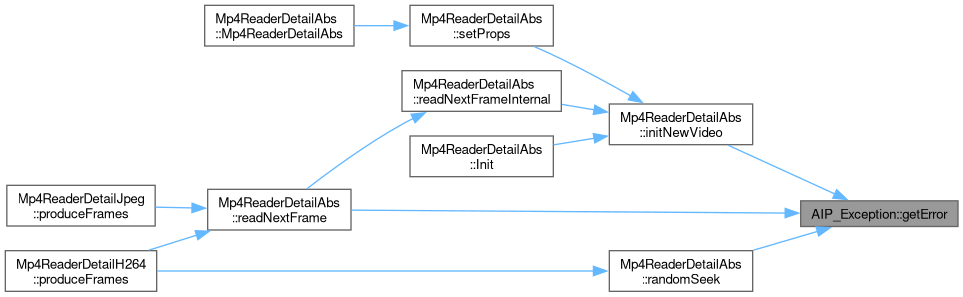 Mp4ReaderDetailAbs
::Mp4ReaderDetailAbs
Mp4ReaderDetailAbs
::setProps
Mp4ReaderDetailAbs
::readNextFrameInternal
Mp4ReaderDetailAbs
::initNewVideo
Mp4ReaderDetailAbs
::Init
Mp4ReaderDetailJpeg
::produceFrames
Mp4ReaderDetailAbs
::readNextFrame
AIP_Exception::getError
Mp4ReaderDetailH264
::produceFrames
Mp4ReaderDetailAbs
::randomSeek